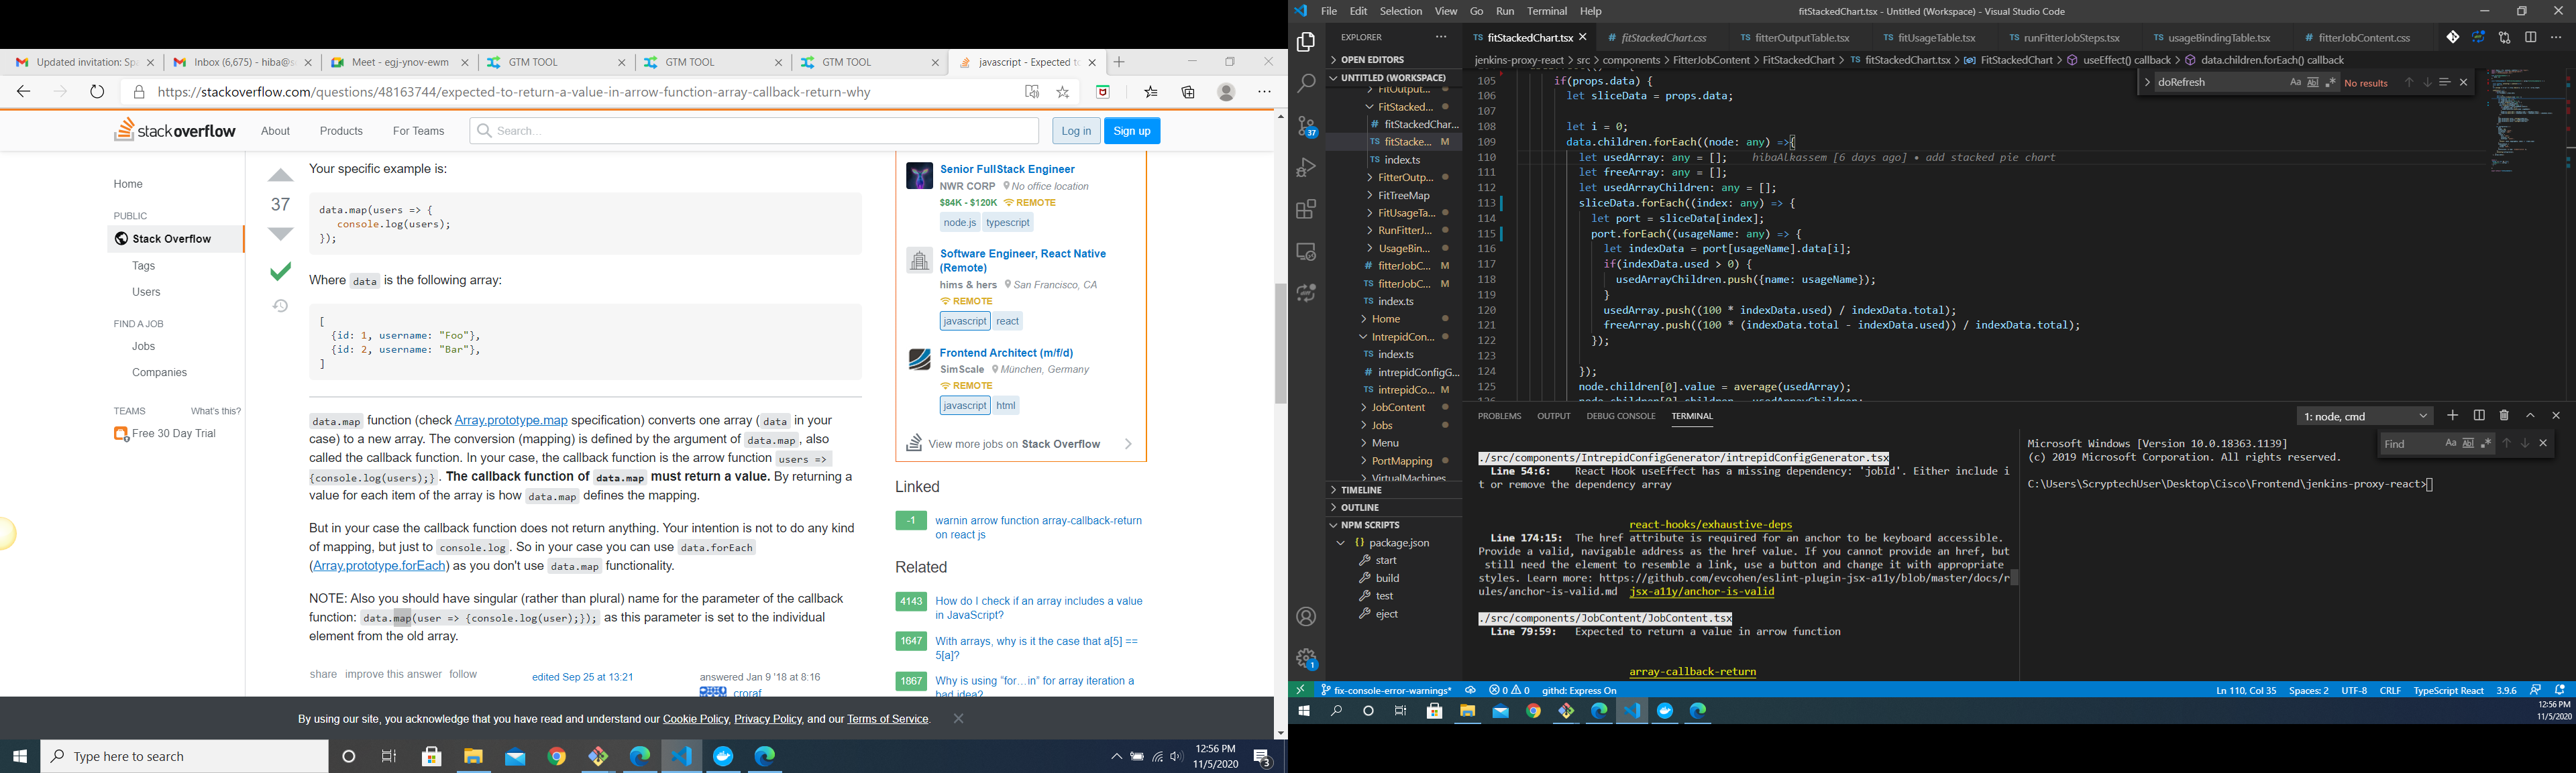 Updated invitation: Sp
Inbox (6,675) - hiba@s
Meet - egj-ynov-ewm
GTM TOOL
GTM TOOL
GTM TOOL
javascript - Expected to
https://stackoverflow.com/questions/48163744/expected-to-return-a-value-in-arrow-function-array-callback-return-why
stackoverflow
About
Products
For Teams
Search...
Log in
Sign up
Home
PUBLIC
Stack Overflow
Tags
Users
FIND A JOB
Jobs
Companies
TEAMS
What's this?
Free 30 Day Trial
37
Your specific example is:
data.map(users => {
console.log(users);
});
Where data is the following array:
[
{id: 1, username: "Foo"},
{id: 2, username: "Bar"},
]
data.map function (check Array.prototype.map specification) converts one array (data in your
case) to a new array. The conversion (mapping) is defined by the argument of data.map, also
called the callback function. In your case, the callback function is the arrow function users =>
{console.log(users);}. The callback function of data.map must return a value. By returning a
value for each item of the array is how data.map defines the mapping.
But in your case the callback function does not return anything. Your intention is not to do any kind
of mapping, but just to console.log. So in your case you can use data.forEach
(Array.prototype.forEach) as you don't use data.map functionality.
NOTE: Also you should have singular (rather than plural) name for the parameter of the callback
function: data.map(user => {console.log(user);}); as this parameter is set to the individual
element from the old array.
share improve this answer follow
edited Sep 25 at 13:21
answered Jan 9 '18 at 8:16
croraf
Senior FullStack Engineer
NWR CORP No office location
$84K - $120K REMOTE
node.js typescript
Software Engineer, React Native
(Remote)
hims & hers San Francisco, CA
REMOTE
javascript react
Frontend Architect (m/f/d)
SimScale München, Germany
REMOTE
javascript html
View more jobs on Stack Overflow
Linked
-1 warnin arrow function array-callback-return
on react js
Related
4143 How do I check if an array includes a value
in JavaScript?
1647 With arrays, why is it the case that a[5] ==
5[a]?
1867 Why is using "for…in" for array iteration a
bad idea?
By using our site, you acknowledge that you have read and understand our Cookie Policy, Privacy Policy, and our Terms of Service.
Type here to search
12:56 PM
11/5/2020
3
File Edit Selection View Go Run Terminal Help
fitStackedChart.tsx - Untitled (Workspace) - Visual Studio Code
EXPLORER
TS fitStackedChart.tsx
# fitStackedChart.css
TS fitterOutputTable.tsx
TS fitUsageTable.tsx
TS runFitterJobSteps.tsx
TS usageBindingTable.tsx
# fitterJobContent.css
jenkins-proxy-react > src > components > FitterJobContent > FitStackedChart > TS fitStackedChart.tsx > FitStackedChart > useEffect() callback > data.children.forEach() callback
37
1
OPEN EDITORS
UNTITLED (WORKSPACE)
FitOutput...
FitStacked...
# fitStackedChar...
TS fitStacke... M
TS index.ts
FitterOutp...
FitTreeMap
FitUsageTa...
RunFitterJ...
UsageBin...
# fitterJobC... M
TS fitterJobC... M
TS index.ts
Home
IntrepidCon...
TS index.ts
# intrepidConfigG...
TS intrepidCo... M
JobContent
Jobs
Menu
PortMapping
VirtualMachines
TIMELINE
OUTLINE
NPM SCRIPTS
{} package.json
start
build
test
eject
doRefresh
Aa
No results
105 if(props.data) {
106 let sliceData = props.data;
107
108 let i = 0;
109 data.children.forEach((node: any) =>{
110 let usedArray: any = []; hibaAlkassem [6 days ago] • add stacked pie chart
111 let freeArray: any = [];
112 let usedArrayChildren: any = [];
113 sliceData.forEach((index: any) => {
114 let port = sliceData[index];
115 port.forEach((usageName: any) => {
116 let indexData = port[usageName].data[i];
117 if(indexData.used > 0) {
118 usedArrayChildren.push({name: usageName});
119 }
120 usedArray.push((100 * indexData.used) / indexData.total);
121 freeArray.push((100 * (indexData.total - indexData.used)) / indexData.total);
122 });
123
124 });
125 node.children[0].value = average(usedArray);
PROBLEMS OUTPUT DEBUG CONSOLE TERMINAL
1: node, cmd
./src/components/IntrepidConfigGenerator/intrepidConfigGenerator.tsx
Line 54:6: React Hook useEffect has a missing dependency: 'jobId'. Either include i
t or remove the dependency array
react-hooks/exhaustive-deps
Line 174:15: The href attribute is required for an anchor to be keyboard accessible.
Provide a valid, navigable address as the href value. If you cannot provide an href, but
still need the element to resemble a link, use a button and change it with appropriate
styles. Learn more: https://github.com/evcohen/eslint-plugin-jsx-a11y/blob/master/docs/r
ules/anchor-is-valid.md jsx-a11y/anchor-is-valid
./src/components/JobContent/JobContent.tsx
Line 79:59: Expected to return a value in arrow function
array-callback-return
Microsoft Windows [Version 10.0.18363.1139]
(c) 2019 Microsoft Corporation. All rights reserved.
C:\Users\ScryptechUser\Desktop\Cisco\Frontend\jenkins-proxy-react>
Find
Aa
fix-console-error-warnings*
0 0
githd: Express On
Ln 110, Col 35
Spaces: 2
UTF-8
CRLF
TypeScript React
3.9.6
12:56 PM
11/5/2020